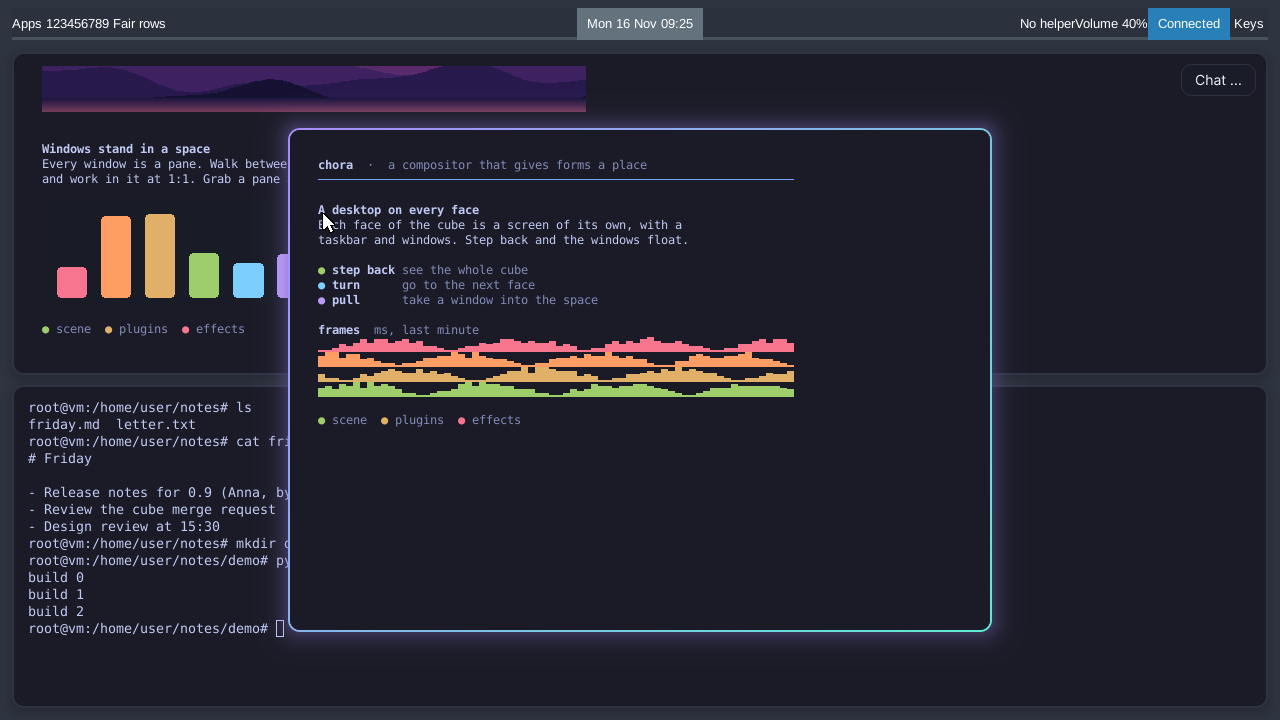 Apps 123456789 Fair rows
Mon 16 Nov 09:25
No helper Volume 40% Connected Keys
Chat ...
Windows stand in a space
Every window is a pane. Walk
and work in it at 1:1. Grab a pane
scene plugins effects
chora · a compositor that gives forms a place
A desktop on every face
Each face of the cube is a screen of its own, with a
taskbar and windows. Step back and the windows float.
step back see the whole cube
turn go to the next face
pull take a window into the space
frames ms, last minute
scene plugins effects
root@vm:/home/user/notes# ls
friday.md letter.txt
root@vm:/home/user/notes# cat
# Friday
- Release notes for 0.9 (Anna,
- Review the cube merge request
- Design review at 15:30
root@vm:/home/user/notes# mkdir
root@vm:/home/user/notes/demo#
build 0
build 1
build 2
root@vm:/home/user/notes/demo#